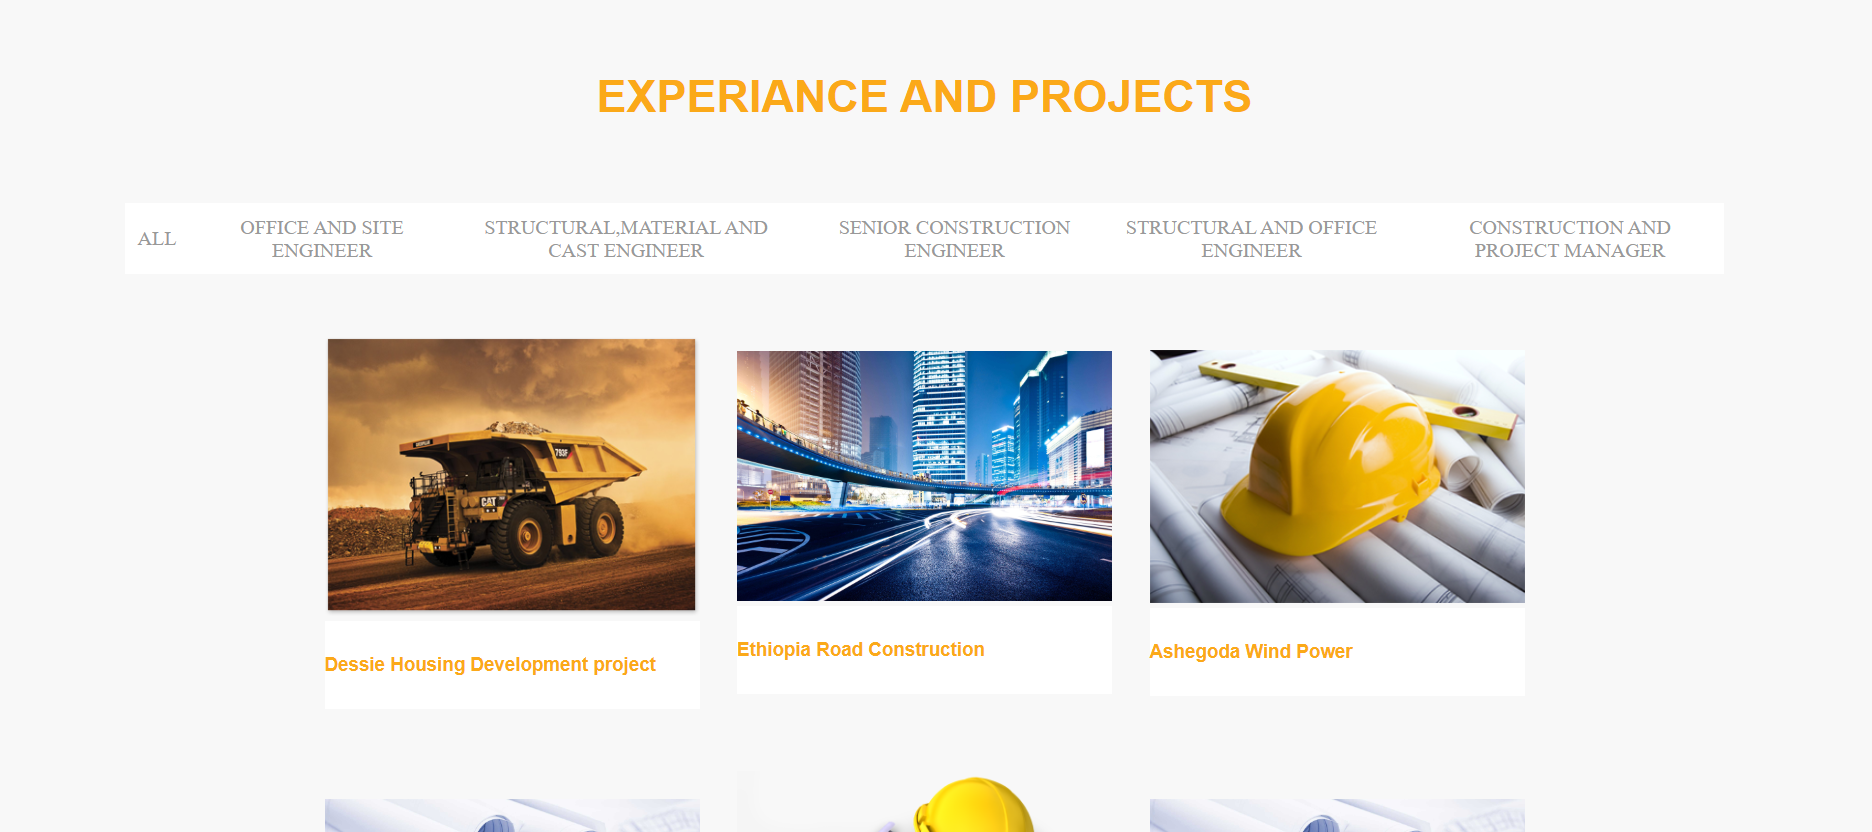 EXPERIANCE AND PROJECTS
ALL
OFFICE AND SITE
ENGINEER
STRUCTURAL,MATERIAL AND
CAST ENGINEER
SENIOR CONSTRUCTION
ENGINEER
STRUCTURAL AND OFFICE
ENGINEER
CONSTRUCTION AND
PROJECT MANAGER
793F
CAT
Dessie Housing Development project
Ethiopia Road Construction
Ashegoda Wind Power